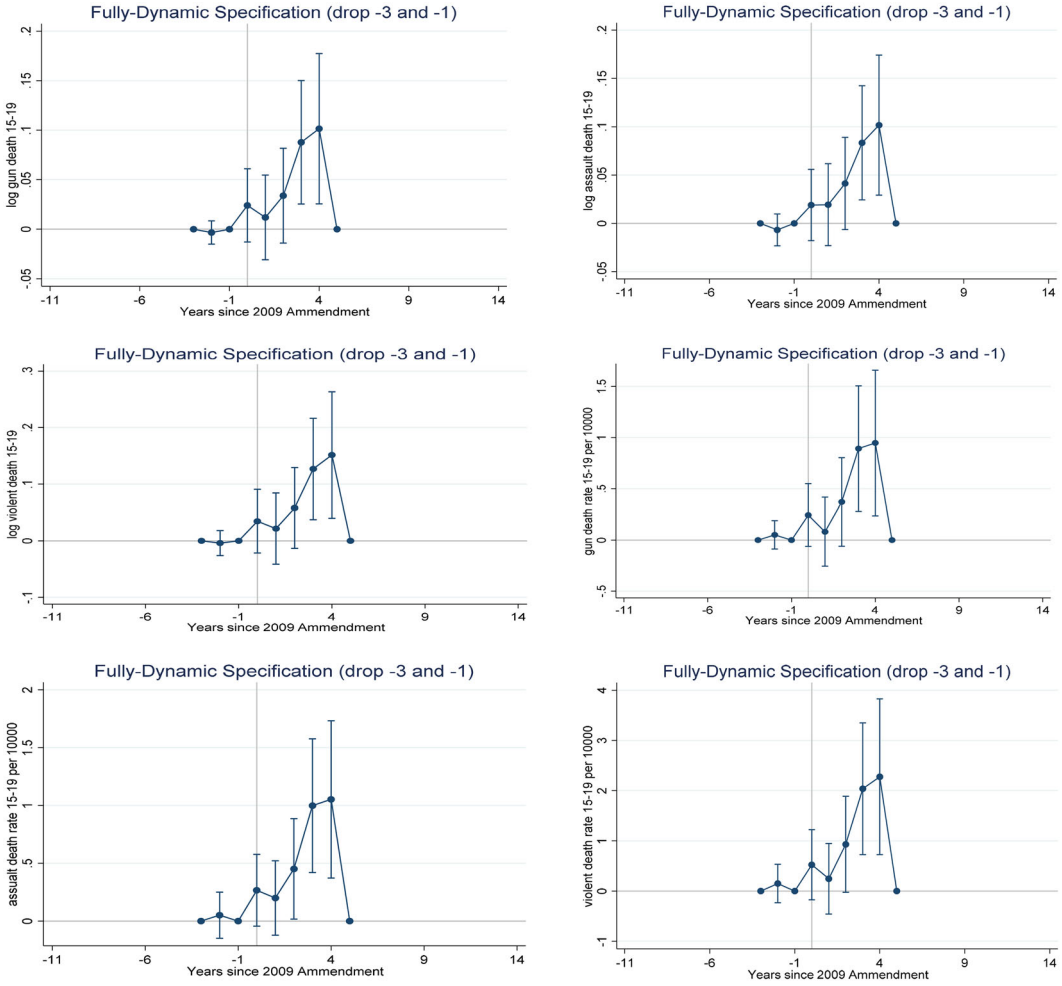 Fully-Dynamic Specification (drop -3 and -1)
log gun death 15-19
.2
.15
.1
.05
0
-.05
-11 -6 -1 4 9 14
Years since 2009 Ammendment
Fully-Dynamic Specification (drop -3 and -1)
log assault death 15-19
.2
.15
.1
.05
0
-.05
-11 -6 -1 4 9 14
Years since 2009 Ammendment
Fully-Dynamic Specification (drop -3 and -1)
log violent death 15-19
.3
.2
.1
0
-.1
-11 -6 -1 4 9 14
Years since 2009 Ammendment
Fully-Dynamic Specification (drop -3 and -1)
gun death rate 15-19 per 10000
1.5
1
.5
0
-.5
-11 -6 -1 4 9 14
Years since 2009 Ammendment
Fully-Dynamic Specification (drop -3 and -1)
assualt death rate 15-19 per 10000
2
1.5
1
.5
0
-11 -6 -1 4 9 14
Years since 2009 Ammendment
Fully-Dynamic Specification (drop -3 and -1)
violent death rate 15-19 per 10000
4
3
2
1
0
-1
-11 -6 -1 4 9 14
Years since 2009 Ammendment